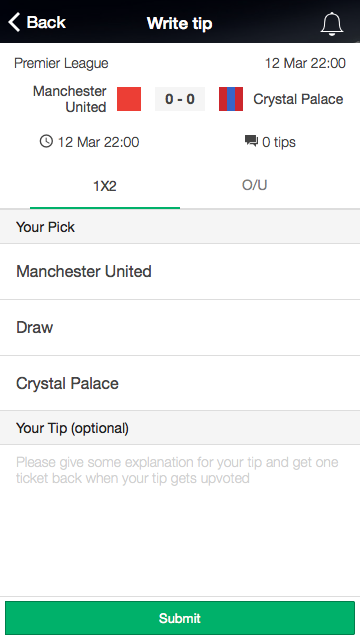 Back
Write tip
Premier League
12 Mar 22:00
Manchester
United
0 - 0
Crystal Palace
12 Mar 22:00
0 tips
1X2
O/U
Your Pick
Manchester United
Draw
Crystal Palace
Your Tip (optional)
Please give some explanation for your tip and get one
ticket back when your tip gets upvoted
Submit